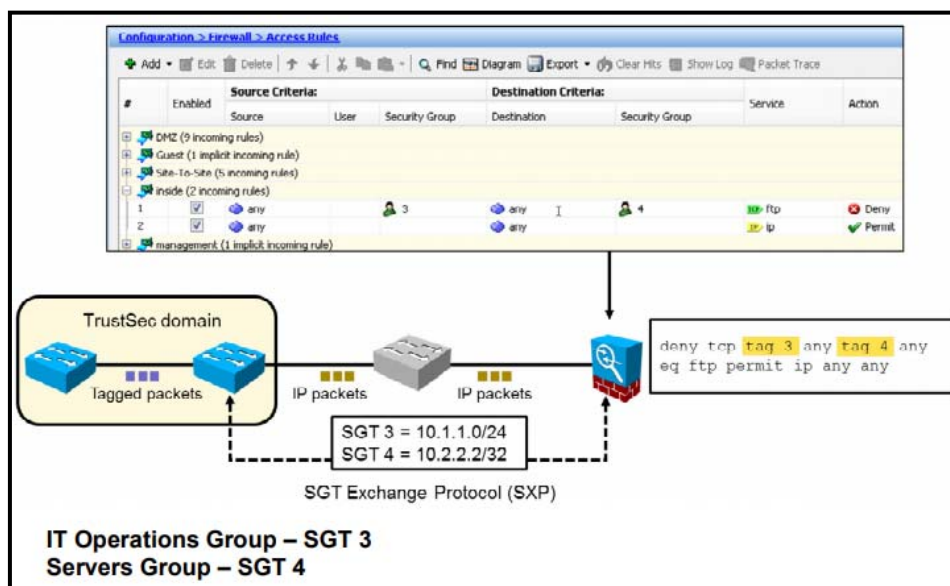 Configuration > Firewall > Access Rules
Add Edit Delete Find Diagram Export Clear Hits Show Log Packet Trace
# Enabled Source Criteria: Destination Criteria: Service Action
Source User Security Group Destination Security Group
DMZ (9 incoming rules)
Guest (1 implicit incoming rule)
Site-To-Site (5 incoming rules)
inside (2 incoming rules)
1 any 3 any 4 ftp Deny
2 any any ip Permit
management (1 implicit incoming rule)
TrustSec domain
Tagged packets
IP packets
IP packets
deny tcp tag 3 any tag 4 any
eq ftp permit ip any any
SGT 3 = 10.1.1.0/24
SGT 4 = 10.2.2.2/32
SGT Exchange Protocol (SXP)
IT Operations Group – SGT 3
Servers Group – SGT 4